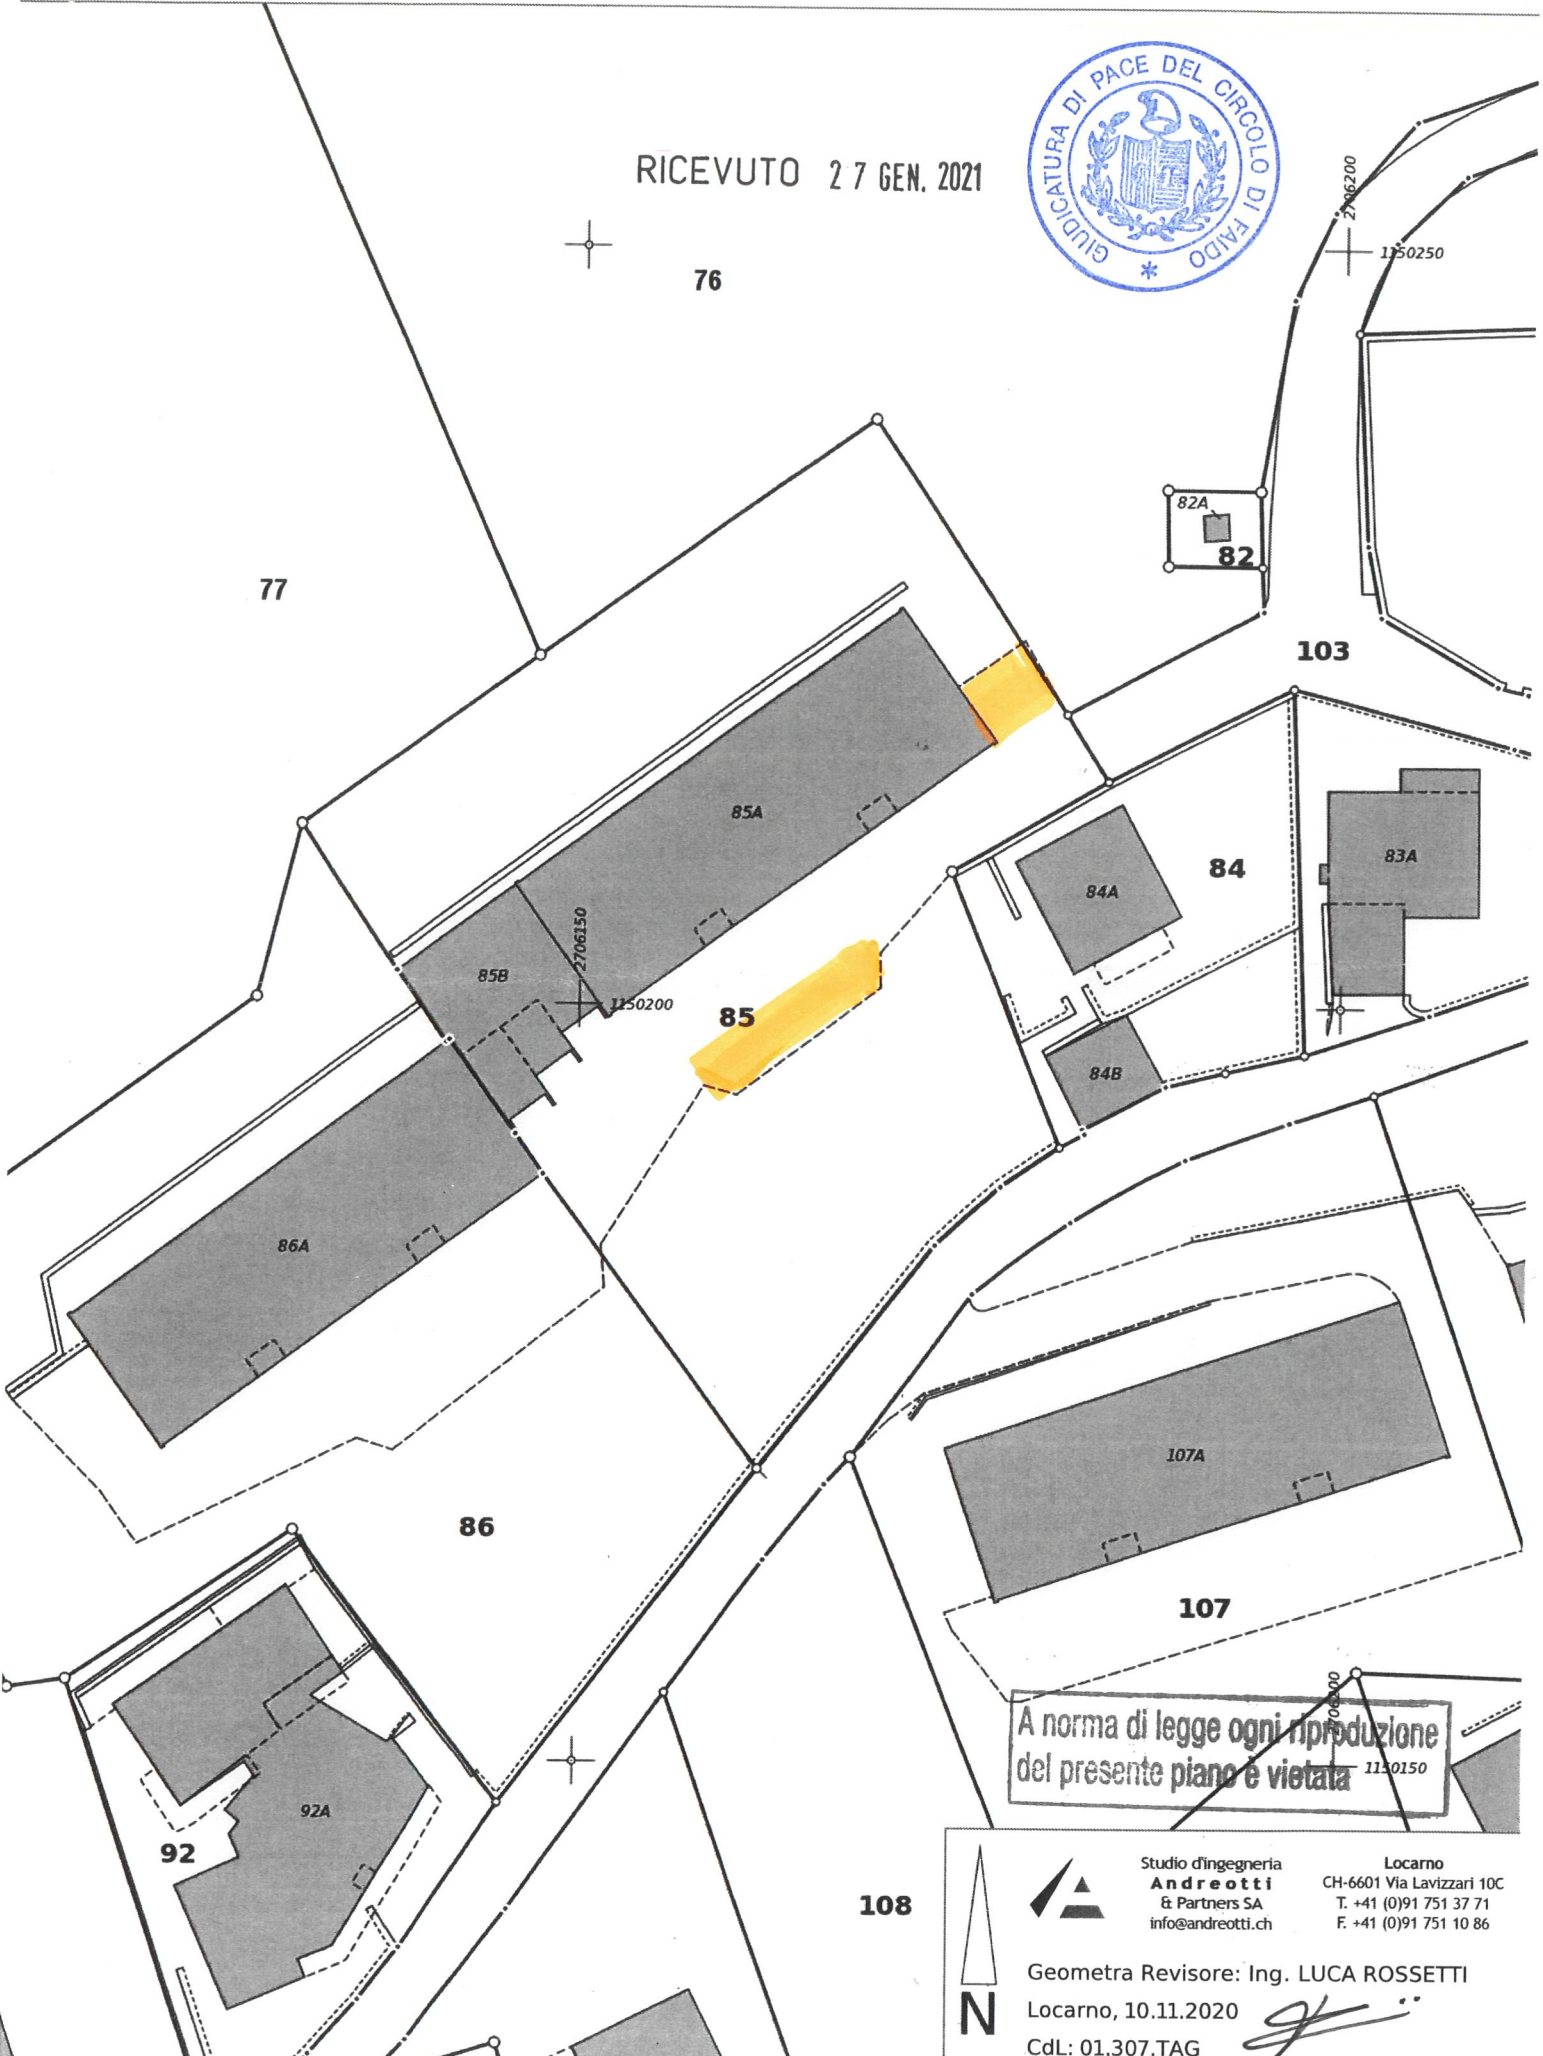 GIUDICATURA DI PACE DEL CIRCOLO DI FAIDO
RICEVUTO 27 GEN. 2021
2706200
1150250
76
82A
82
77
103
85A
83A
84
84A
2706150
85B
1150200
85
84B
86A
107A
86
107
2706200
A norma di legge ogni riproduzione
del presente piano è vietata
1150150
92A
92
108
Studio d'ingegneria
Andreotti
& Partners SA
info@andreotti.ch
Locarno
CH-6601 Via Lavizzari 10C
T. +41 (0)91 751 37 71
F. +41 (0)91 751 10 86
Geometra Revisore: Ing. LUCA ROSSETTI
Locarno, 10.11.2020
N
CdL: 01.307.TAG